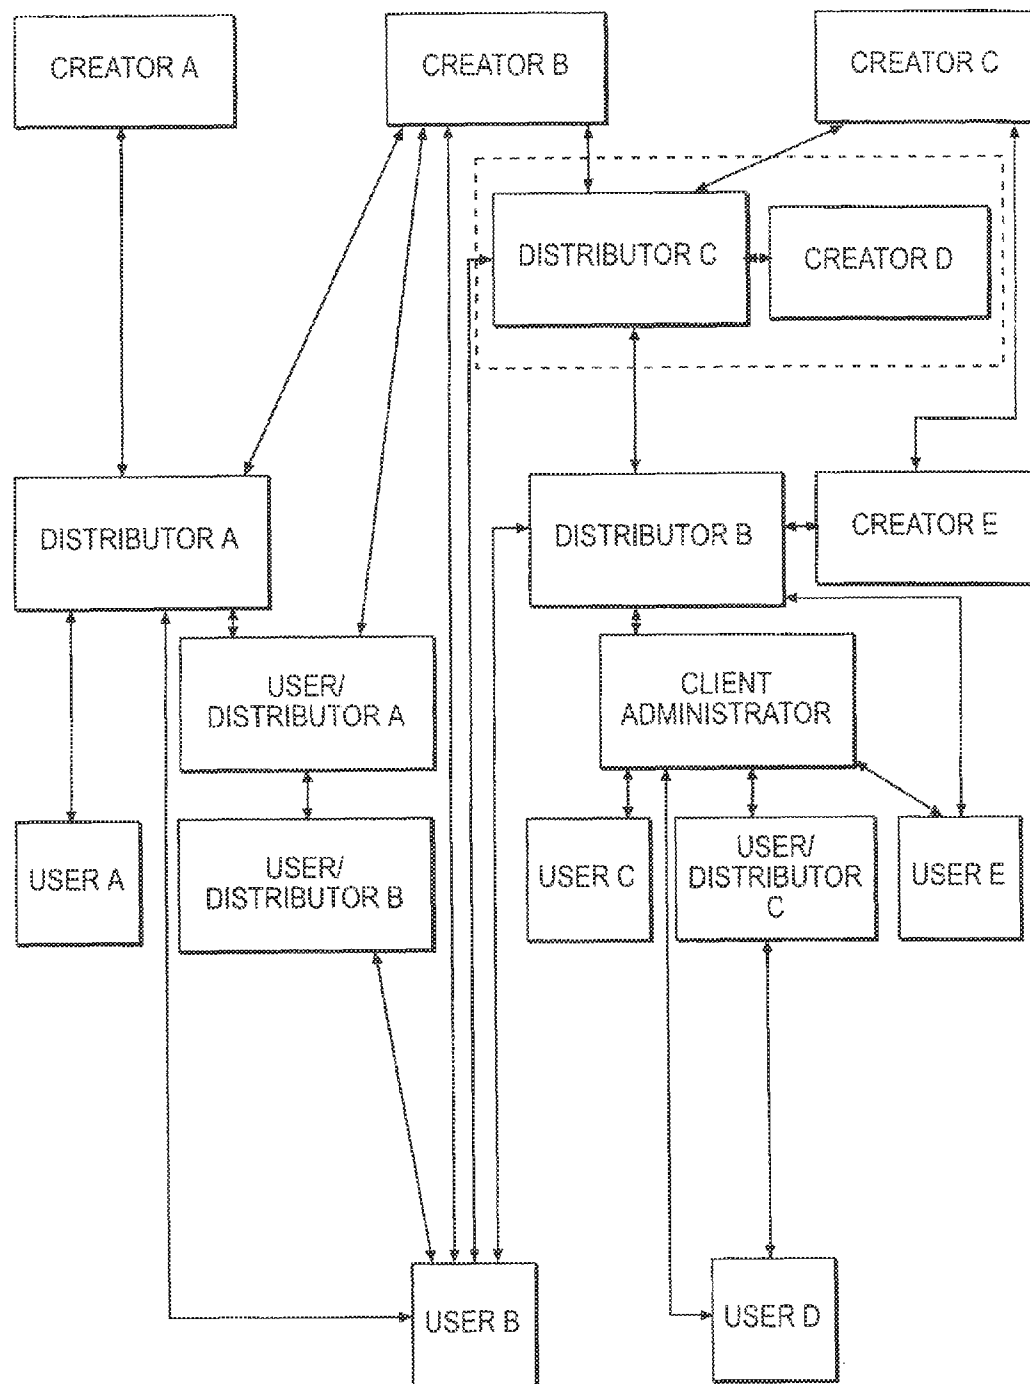 CREATOR A
CREATOR B
CREATOR C
DISTRIBUTOR C
CREATOR D
DISTRIBUTOR A
DISTRIBUTOR B
CREATOR E
USER/
DISTRIBUTOR A
CLIENT
ADMINISTRATOR
USER A
USER/
DISTRIBUTOR B
USER C
USER/
DISTRIBUTOR
C
USER E
USER B
USER D